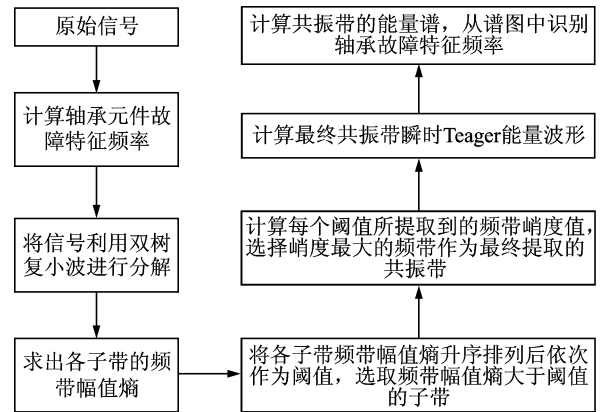 原始信号
计算轴承元件故
障特征频率
将信号利用双树
复小波进行分解
求出各子带的频
带幅值熵
将各子带频带幅值熵升序排列后依次
作为阈值，选取频带幅值熵大于阈值
的子带
计算每个阈值所提取到的频带峭度值，
选择峭度最大的频带作为最终提取的
共振带
计算最终共振带瞬时Teager能量波形
计算共振带的能量谱，从谱图中识别
轴承故障特征频率